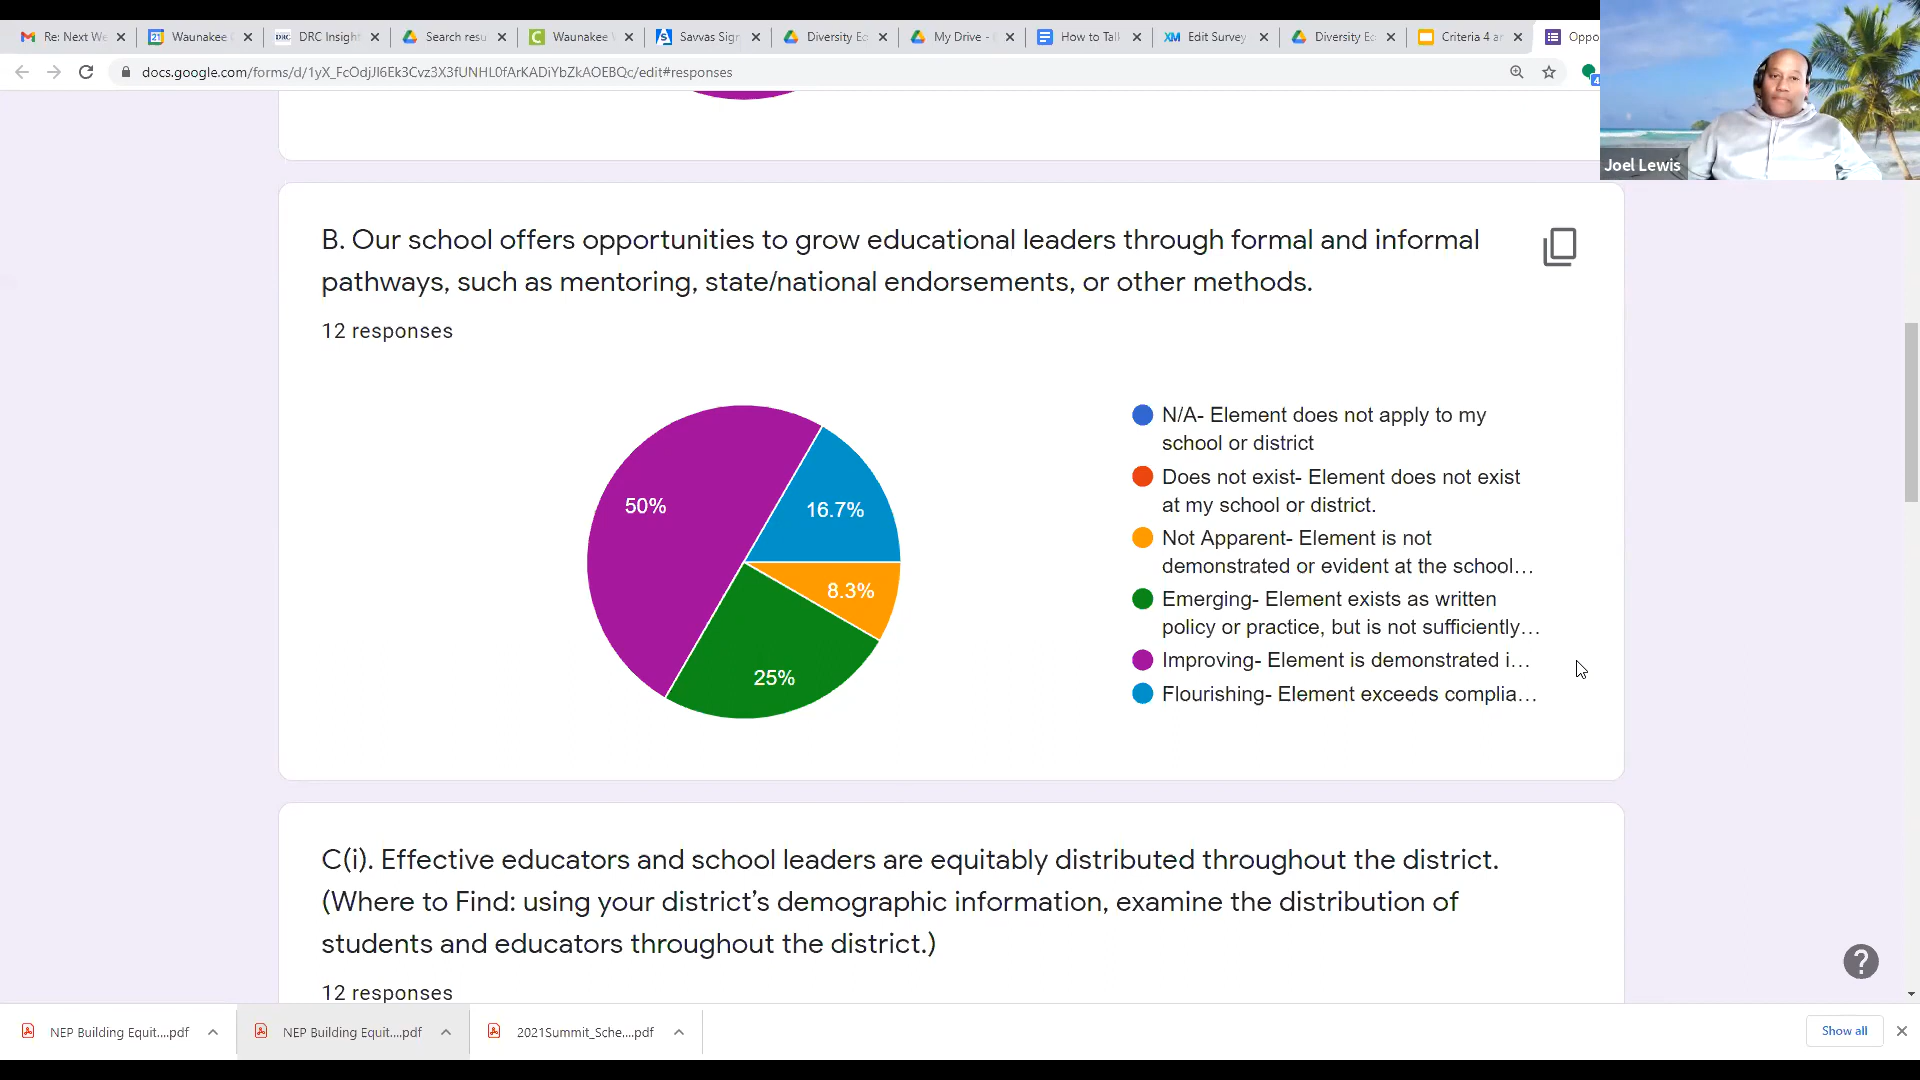 Re: Next We
Waunakee
DRC Insigh
Search resu
Waunakee
Savvas Sign
Diversity Ec
My Drive -
How to Talk
Edit Survey
Diversity Ec
Criteria 4 ar
Oppo
docs.google.com/forms/d/1yX_FcOdjJI6Ek3Cvz3X3fUNHL0fArKADiYbZkAOEBQc/edit#responses
Joel Lewis
B. Our school offers opportunities to grow educational leaders through formal and informal
pathways, such as mentoring, state/national endorsements, or other methods.
12 responses
50%
16.7%
8.3%
25%
N/A- Element does not apply to my
school or district
Does not exist- Element does not exist
at my school or district.
Not Apparent- Element is not
demonstrated or evident at the school…
Emerging- Element exists as written
policy or practice, but is not sufficiently…
Improving- Element is demonstrated i…
Flourishing- Element exceeds complia…
C(i). Effective educators and school leaders are equitably distributed throughout the district.
(Where to Find: using your district’s demographic information, examine the distribution of
students and educators throughout the district.)
12 responses
NEP Building Equit....pdf
NEP Building Equit....pdf
2021Summit_Sche....pdf
Show all